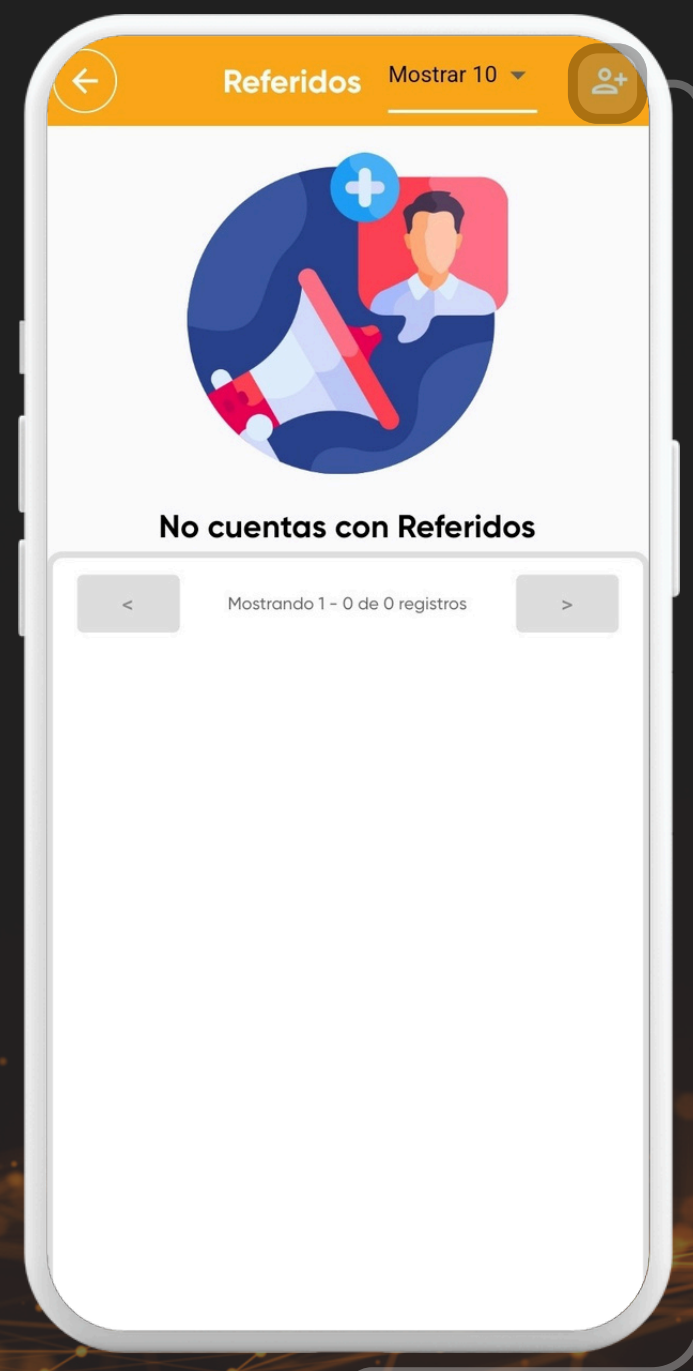 Referidos
Mostrar 10
No cuentas con Referidos
<
Mostrando 1 - 0 de 0 registros
>